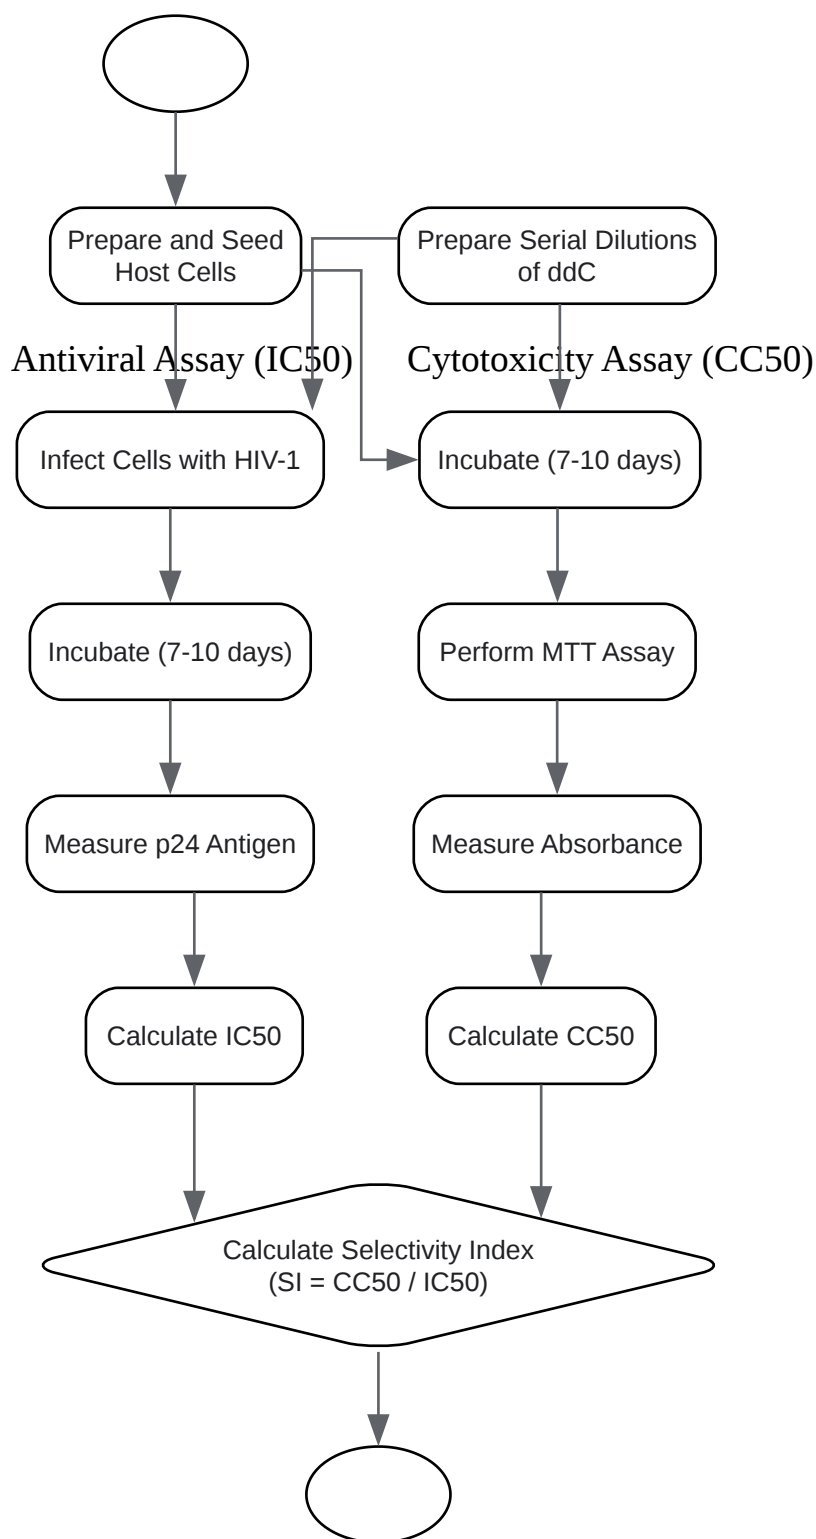 Prepare and Seed
Host Cells
Prepare Serial Dilutions
of ddC
Antiviral Assay (IC50)
Cytotoxicity Assay (CC50)
Infect Cells with HIV-1
Incubate (7-10 days)
Incubate (7-10 days)
Perform MTT Assay
Measure p24 Antigen
Measure Absorbance
Calculate IC50
Calculate CC50
Calculate Selectivity Index
(SI = CC50 / IC50)